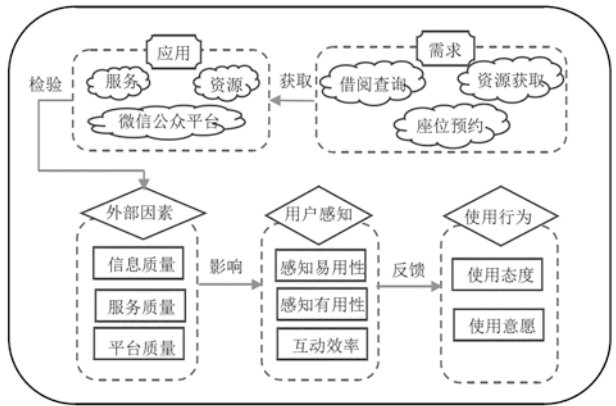 应用
需求
检验
服务
资源
获取
借阅查询
资源获取
微信公众平台
座位预约
外部因素
用户感知
使用行为
信息质量
影响
感知易用性
反馈
使用态度
服务质量
感知有用性
使用意愿
平台质量
互动效率